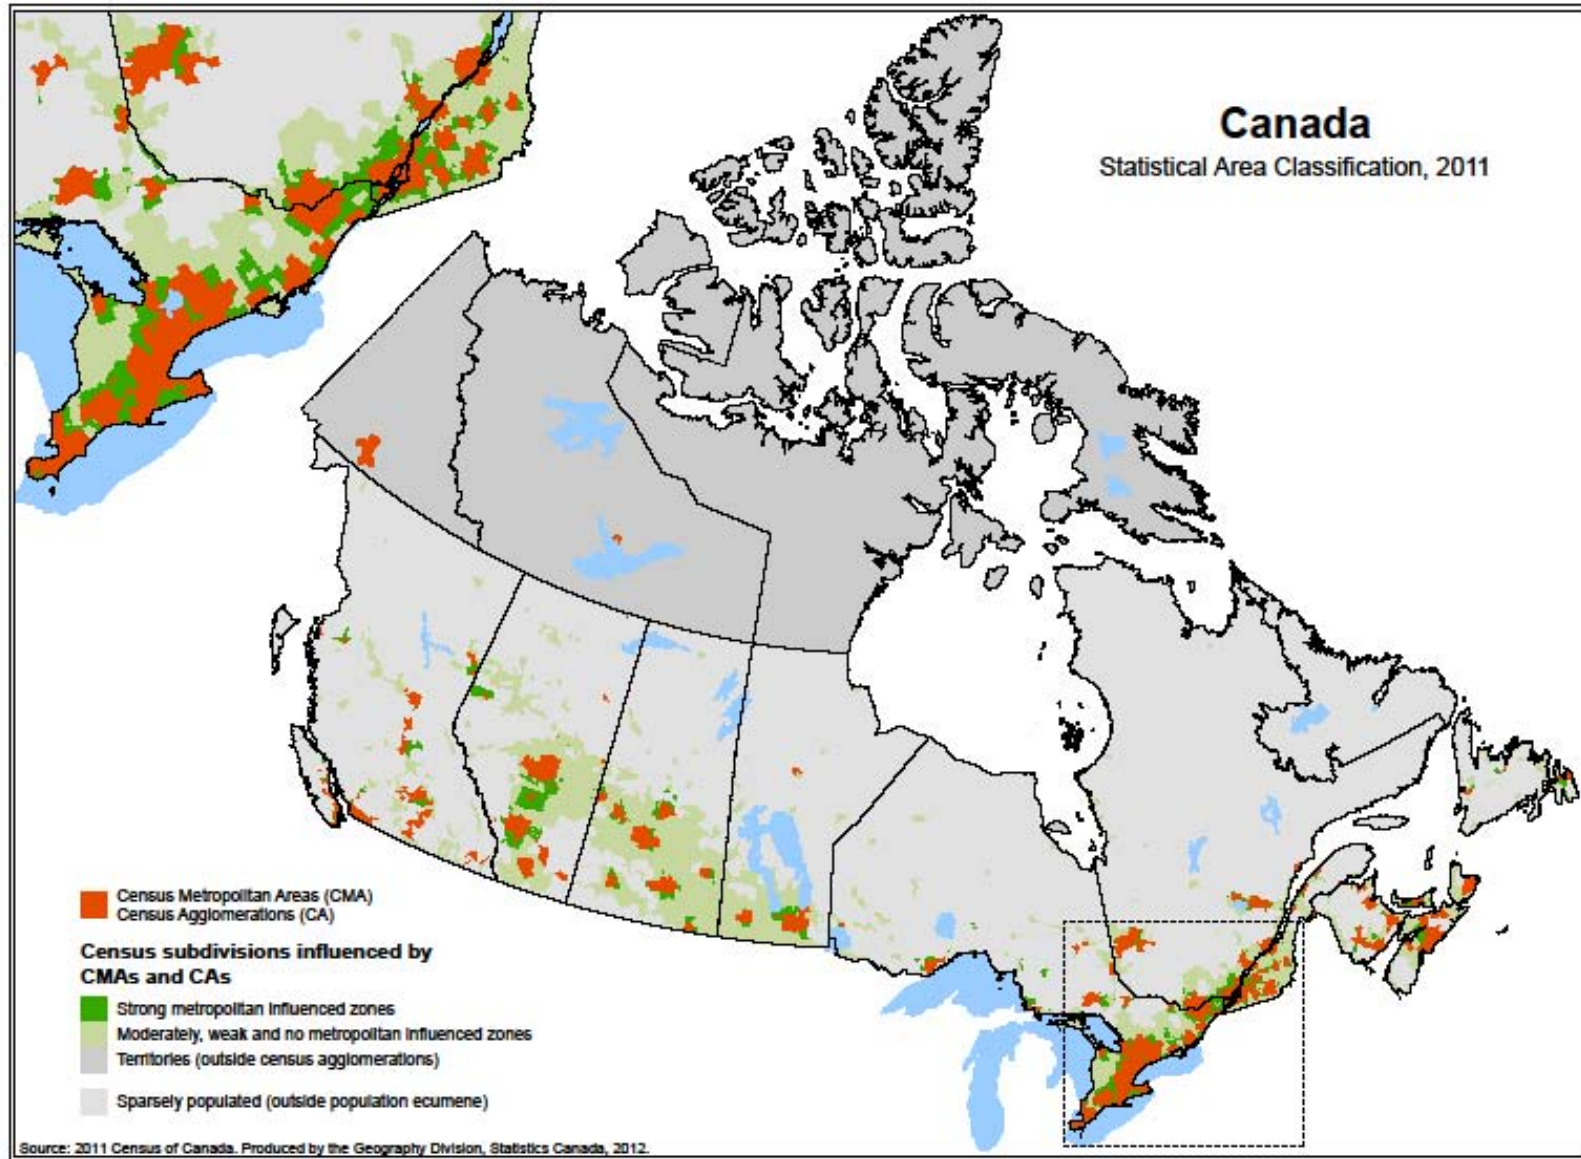 Canada
Statistical Area Classification, 2011
Census Metropolitan Areas (CMA)
Census Agglomerations (CA)
Census subdivisions influenced by
CMAs and CAs
Strong metropolitan influenced zones
Moderately, weak and no metropolitan influenced zones
Territories (outside census agglomerations)
Sparsely populated (outside population ecumene)
Source: 2011 Census of Canada. Produced by the Geography Division, Statistics Canada, 2012.